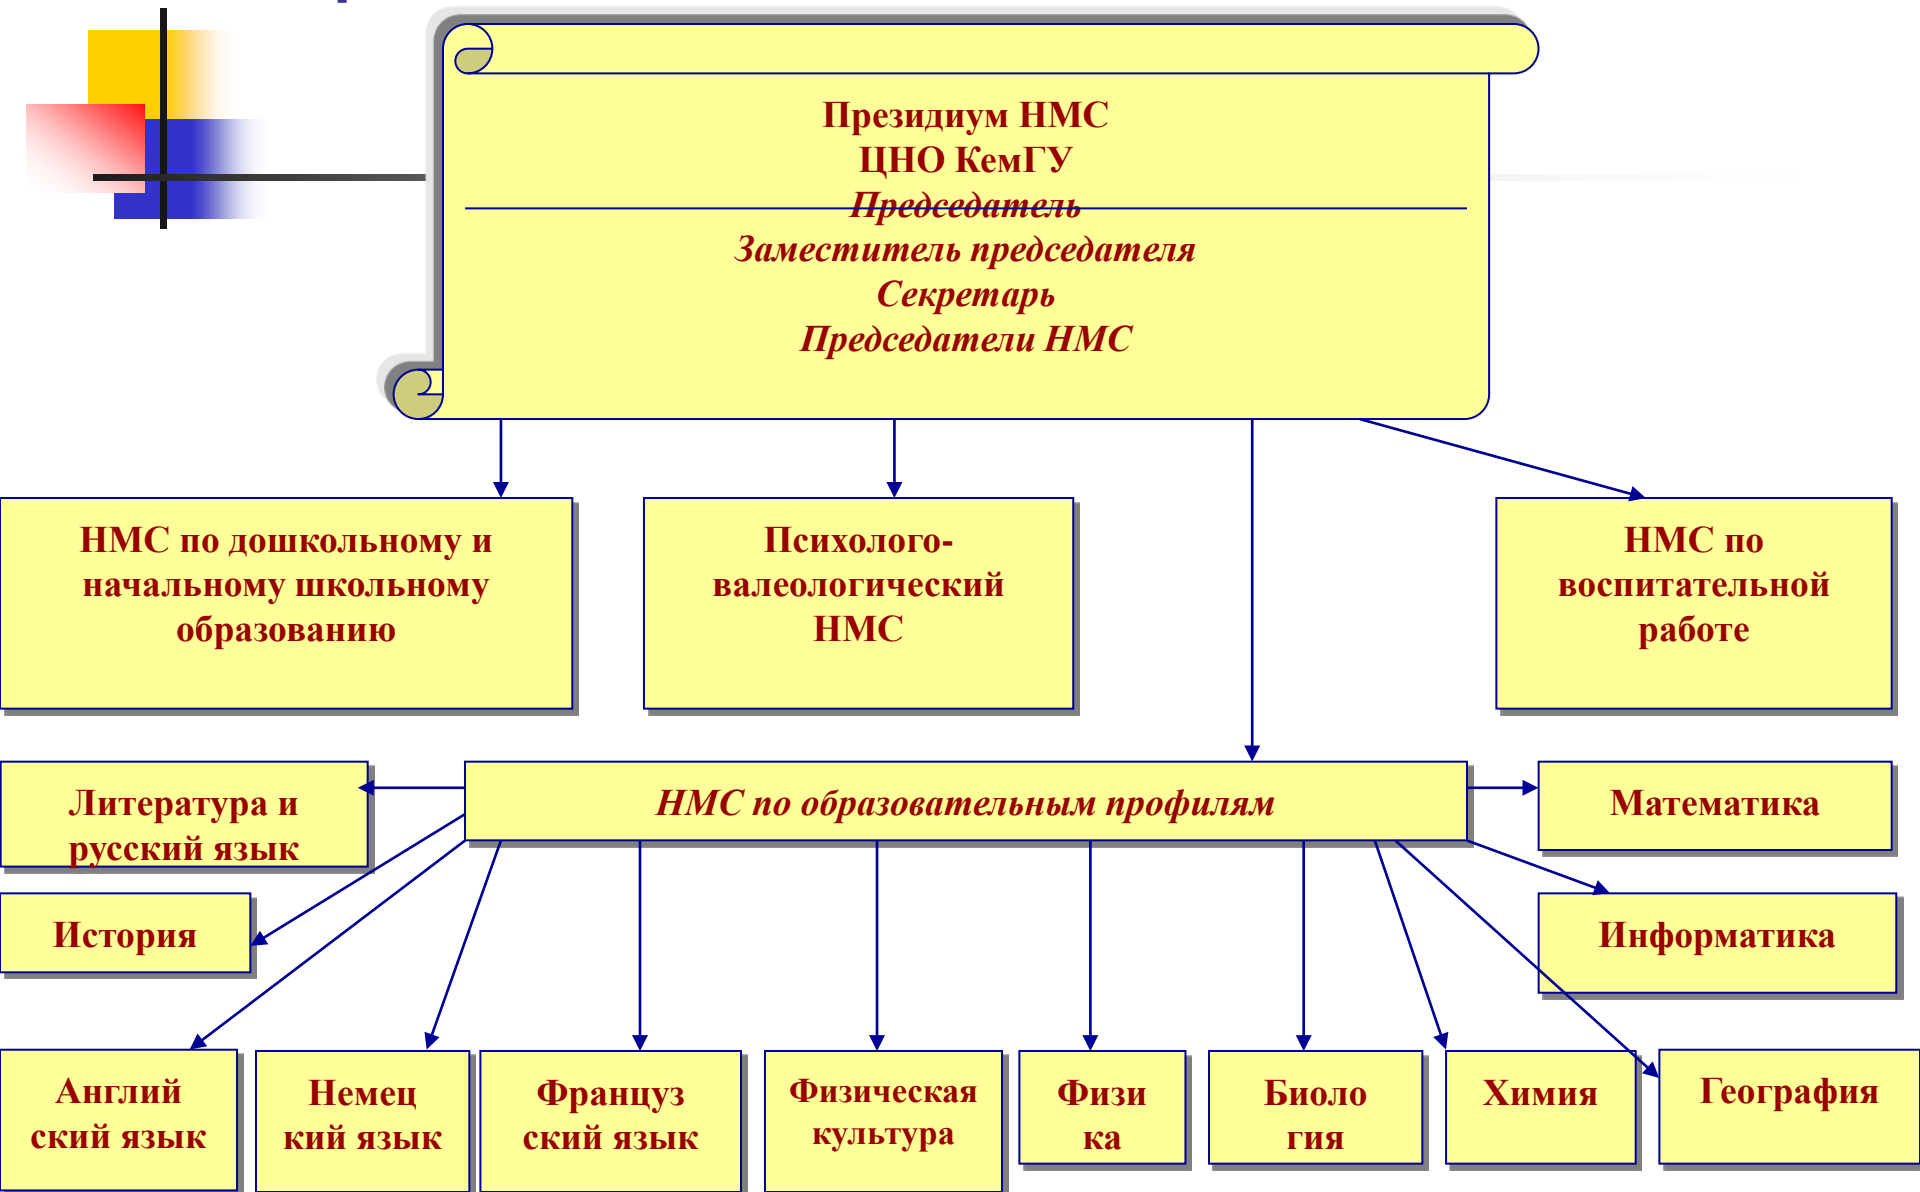 Президиум НМС
ЦНО КемГУ
Председатель
Заместитель председателя
Секретарь
Председатели НМС
НМС по дошкольному и
начальному школьному
образованию
Психолого-
валеологический
НМС
НМС по
воспитательной
работе
Литература и
русский язык
НМС по образовательным профилям
Математика
История
Информатика
Англий
ский язык
Немец
кий язык
Француз
ский язык
Физическая
культура
Физи
ка
Биоло
гия
Химия
География